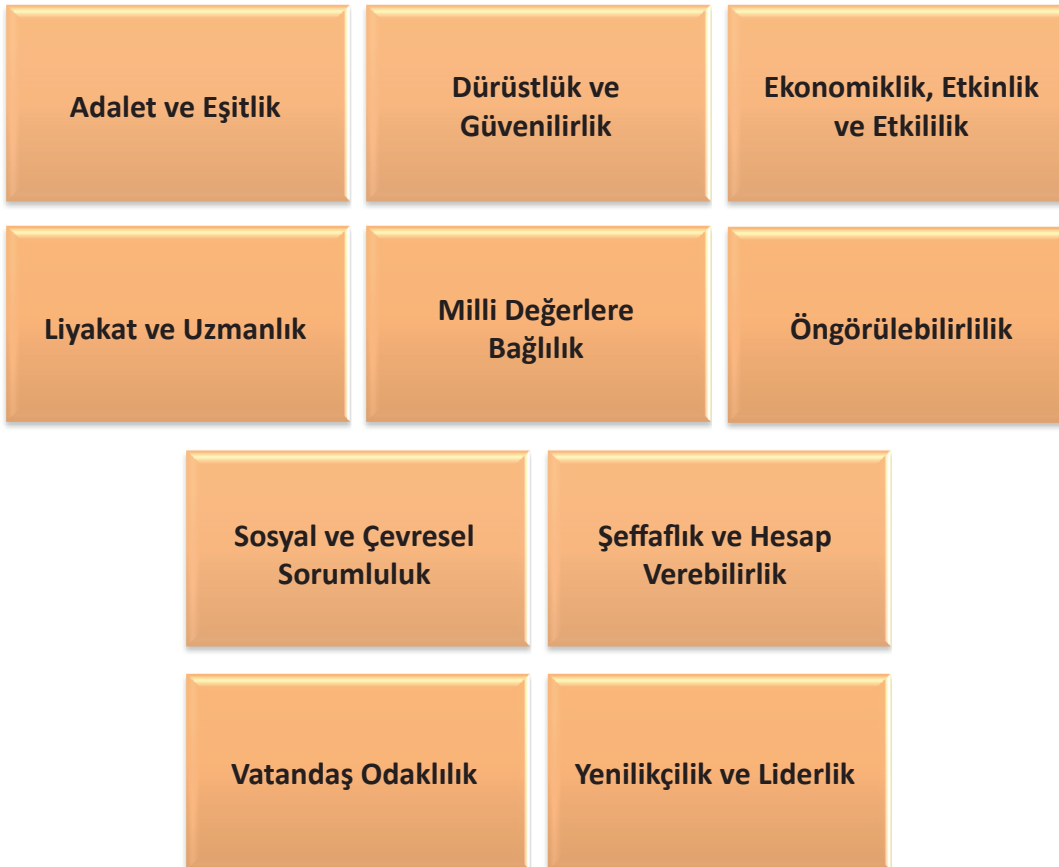 Adalet ve Eşitlik
Dürüstlük ve
Güvenilirlik
Ekonomiklik, Etkinlik
ve Etkililik
Liyakat ve Uzmanlık
Milli Değerlere
Bağlılık
Öngörülebilirlilik
Sosyal ve Çevresel
Sorumluluk
Şeffaflık ve Hesap
Verebilirlik
Vatandaş Odaklılık
Yenilikçilik ve Liderlik